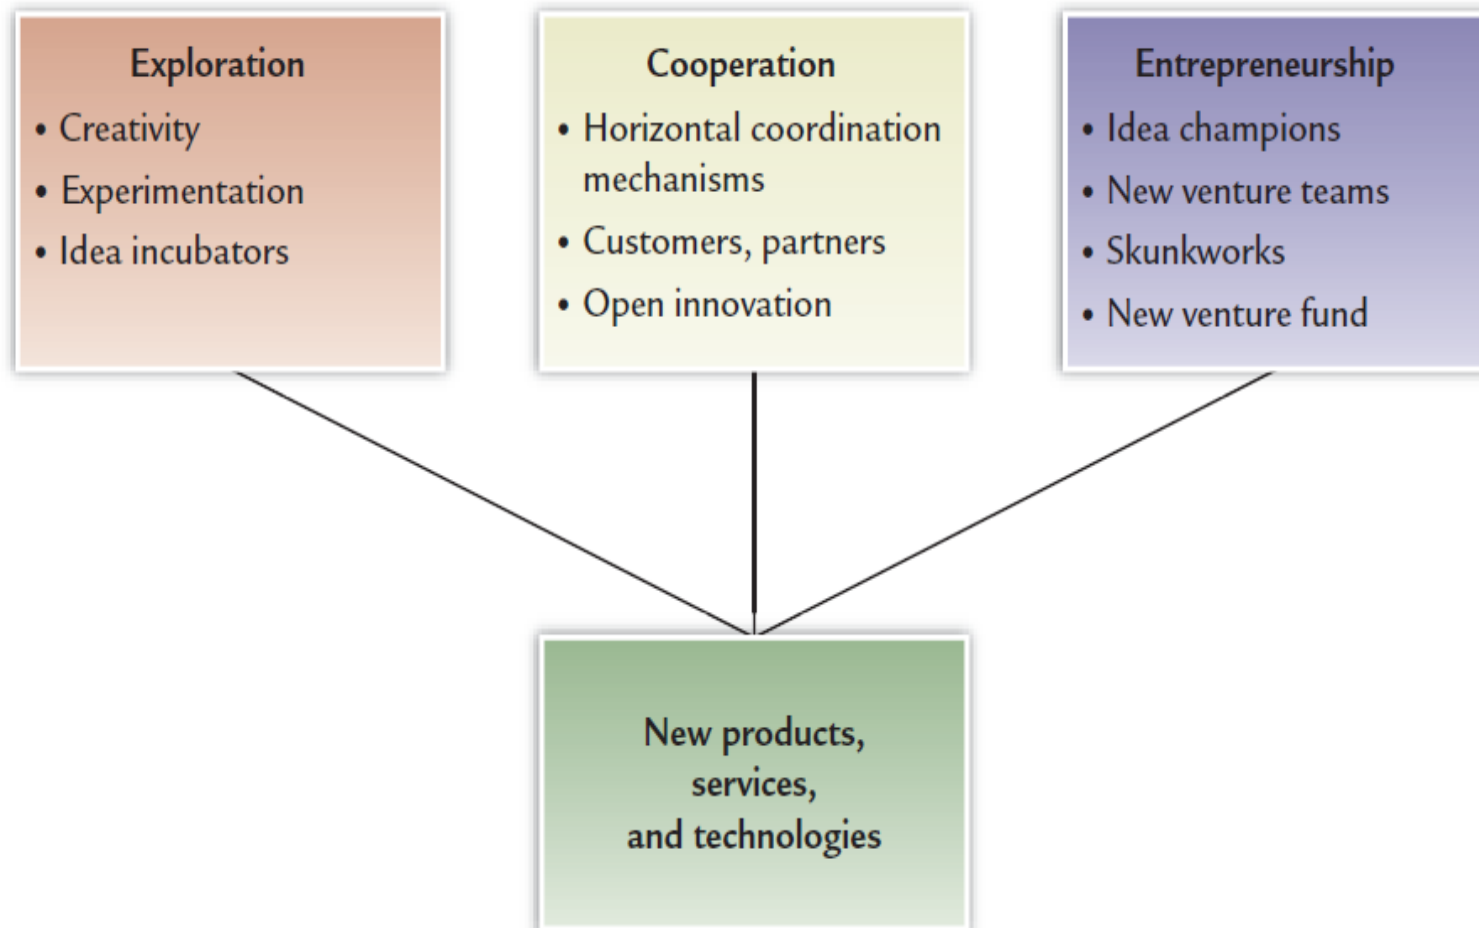 Exploration
• Creativity
• Experimentation
• Idea incubators
Cooperation
• Horizontal coordination
mechanisms
• Customers, partners
• Open innovation
Entrepreneurship
• Idea champions
• New venture teams
• Skunkworks
• New venture fund
New products,
services,
and technologies